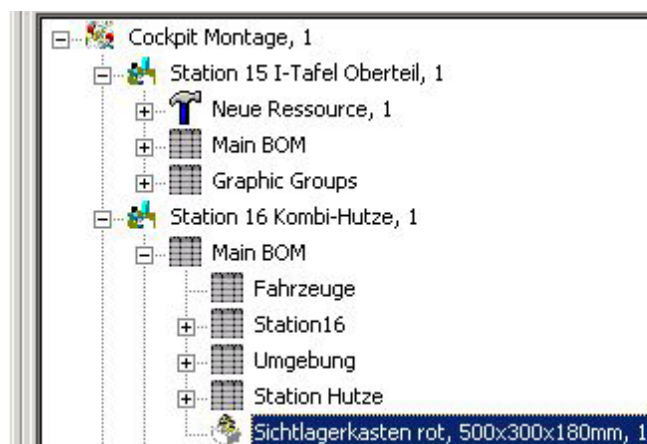 Cockpit Montage, 1
Station 15 I-Tafel Oberteil, 1
Neue Ressource, 1
Main BOM
Graphic Groups
Station 16 Kombi-Hutze, 1
Main BOM
Fahrzeuge
Station16
Umgebung
Station Hutze
Sichtlagerkasten rot, 500x300x180mm, 1